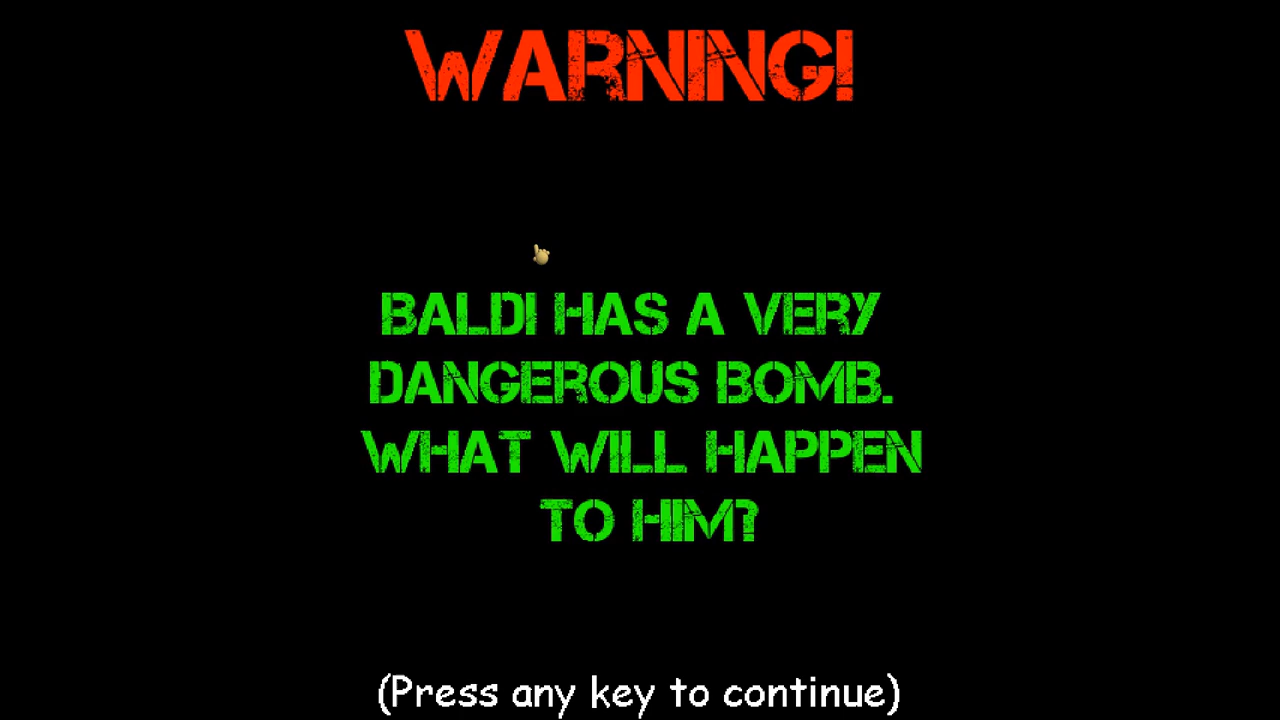 WARNING!
BALDI HAS A VERY
DANGEROUS BOMB.
WHAT WILL HAPPEN
TO HIM?
(Press any key to continue)